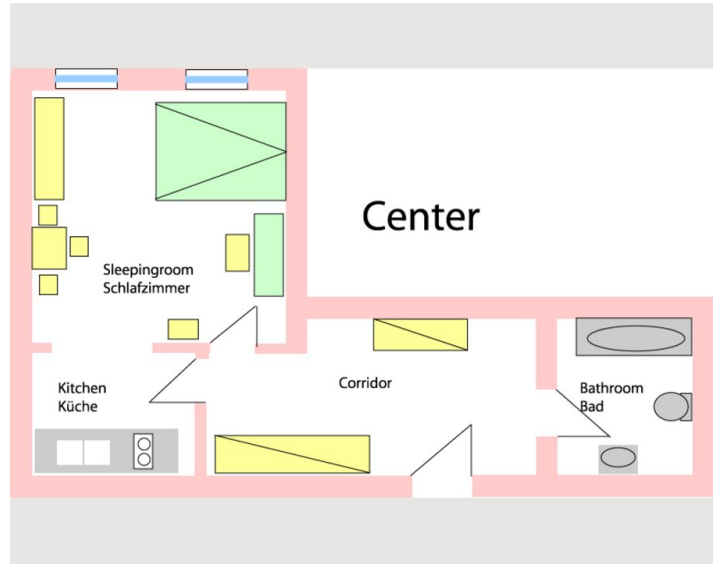 Center
Sleepingroom
Schlafzimmer
Kitchen
Küche
Corridor
Bathroom
Bad